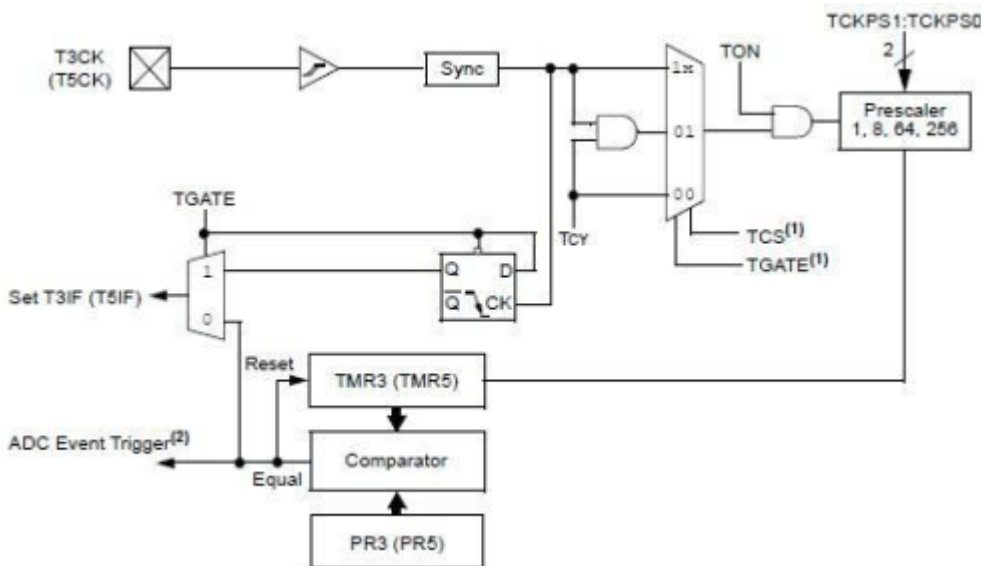 TCKPS1:TCKPS0
2
T3CK
(T5CK)
Sync
1x
TON
Prescaler
1, 8, 64, 256
01
00
TGATE
TCY
TCS(1)
TGATE(1)
1
Q
D
Set T3IF (T5IF)
Q
CK
0
Reset
TMR3 (TMR5)
ADC Event Trigger(2)
Equal
Comparator
PR3 (PR5)